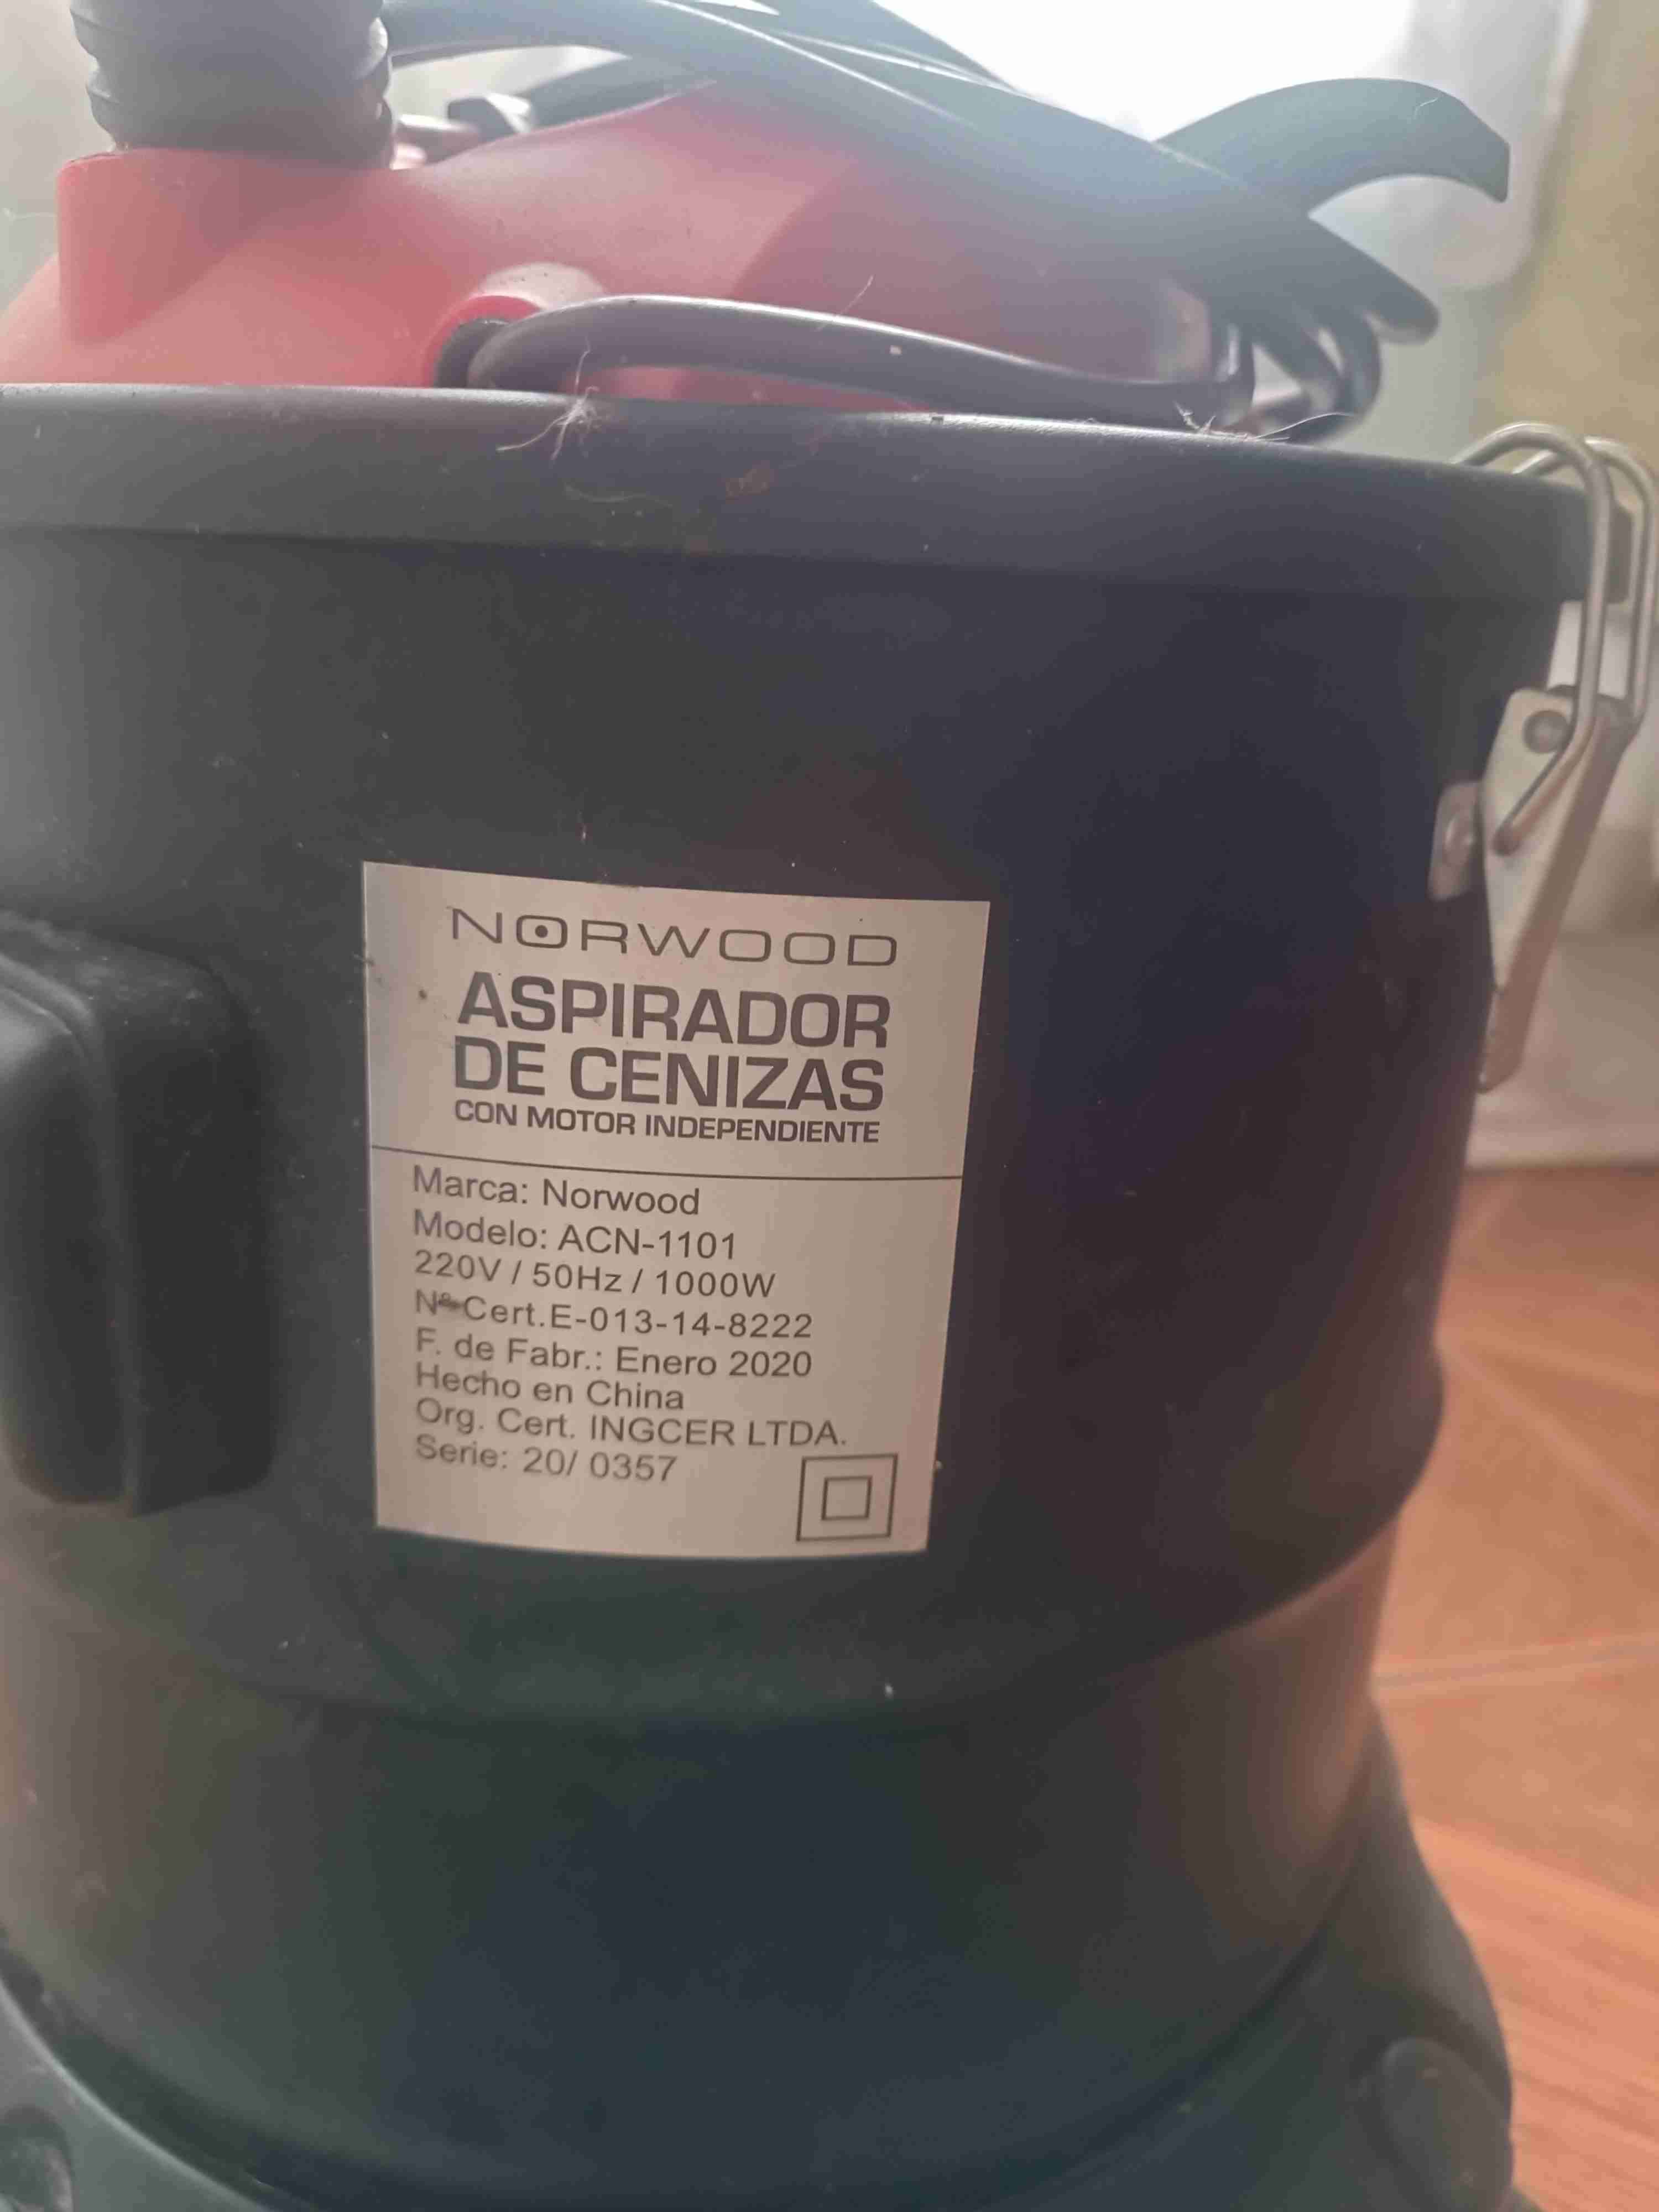 NORWOOD
ASPIRADOR
DE CENIZAS
CON MOTOR INDEPENDIENTE
Marca: Norwood
Modelo: ACN-1101
220V / 50Hz / 1000W
Nº Cert.E-013-14-8222
F. de Fabr.: Enero 2020
Hecho en China
Org. Cert. INGCER LTDA.
Serie: 20/ 0357